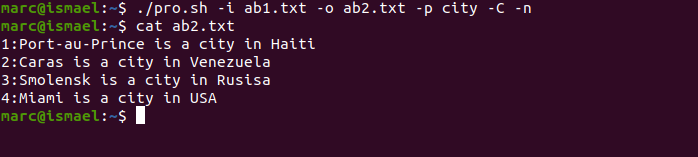 marc@ismael:~$ ./pro.sh -i ab1.txt -o ab2.txt -p city -C -n
marc@ismael:~$ cat ab2.txt
1:Port-au-Prince is a city in Haiti
2:Caras is a city in Venezuela
3:Smolensk is a city in Rusisa
4:Miami is a city in USA
marc@ismael:~$